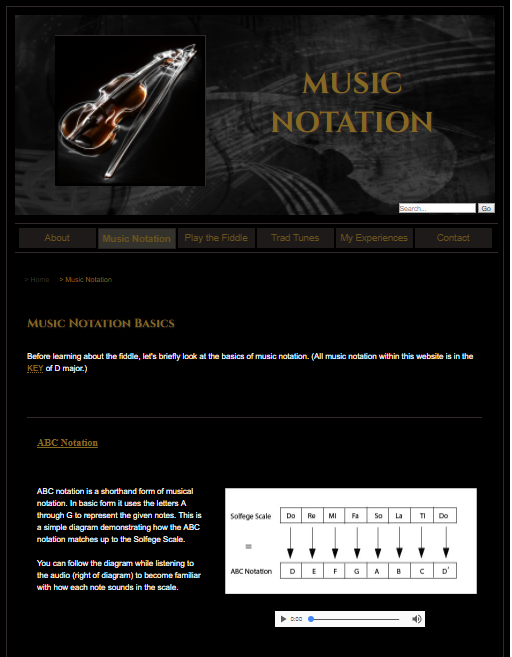 MUSIC
NOTATION
Search...
Go
About
Music Notation
Play the Fiddle
Trad Tunes
My Experiences
Contact
> Home > Music Notation
Music Notation Basics
Before learning about the fiddle, let's briefly look at the basics of music notation. (All music notation within this website is in the
KEY of D major.)
ABC Notation
ABC notation is a shorthand form of musical
notation. In basic form it uses the letters A
through G to represent the given notes. This is
a simple diagram demonstrating how the ABC
notation matches up to the Solfege Scale.
You can follow the diagram while listening to
the audio (right of diagram) to become familiar
with how each note sounds in the scale.
Solfege Scale Do Re Mi Fa So La Ti Do
=
ABC Notation D E F G A B C D'
0:00